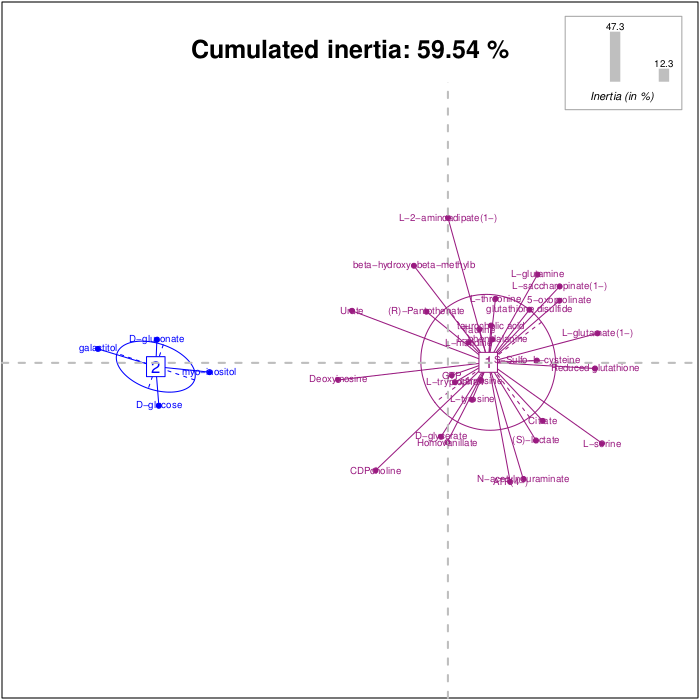 47.3
Cumulated inertia: 59.54 %
12.3
Inertia (in %)
L−2−aminoadipate(1−)
beta−hydroxy−beta−methylb
L−glutamine
L−saccharopinate(1−)
L−threonine
5−oxoprolinate
Urate
(R)−Pantothenate
glutathione disulfide
L−glutamate(1−)
D−gluconate
galactitol
1
S−Sulfo−L−cysteine
2
myo−inositol
Reduced glutathione
Deoxyinosine
L−tyrosine
D−glucose
Citrate
D−glycerate
(S)−lactate
Homovanillate
L−serine
CDPcholine
N−acetylneuraminate